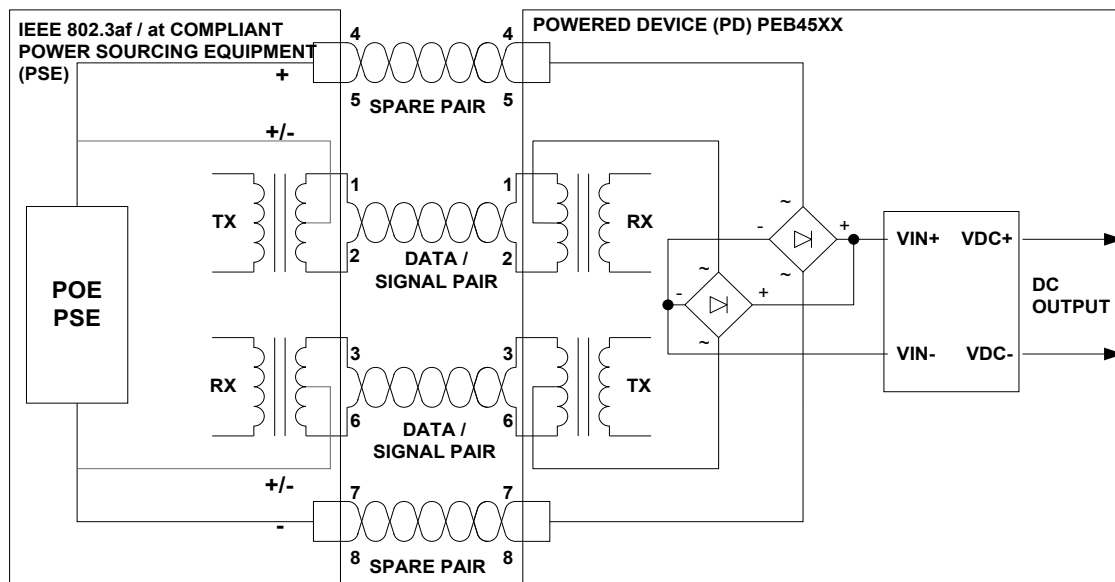 IEEE 802.3af / at COMPLIANT
POWER SOURCING EQUIPMENT
(PSE)
POWERED DEVICE (PD) PEB45XX
4
4
+
5
5
SPARE PAIR
+/-
1
1
TX
RX
2
2
DATA /
SIGNAL PAIR
~
-
+
~
~
-
+
~
VIN+
VDC+
DC
OUTPUT
VIN-
VDC-
POE
PSE
3
3
RX
TX
6
6
DATA /
SIGNAL PAIR
+/-
7
7
-
8
8
SPARE PAIR